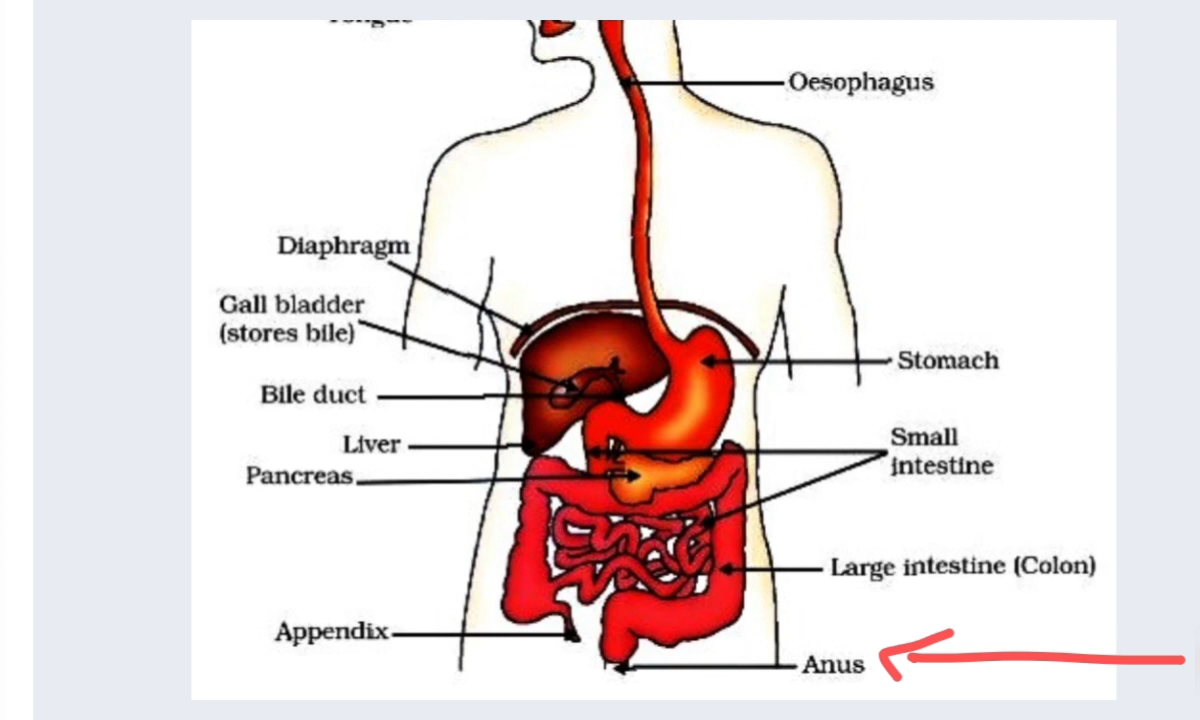 Oesophagus
Diaphragm
Gall bladder
(stores bile)
Stomach
Bile duct
Small
intestine
Liver
Pancreas
Large intestine (Colon)
Appendix
Anus